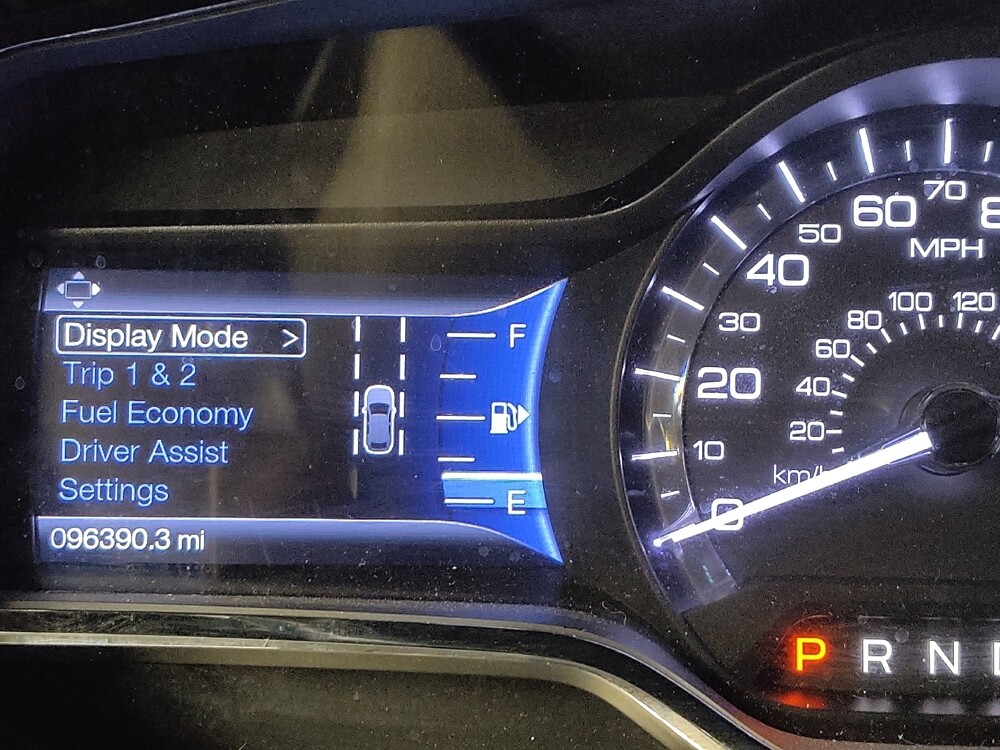 Display Mode >
Trip 1 & 2
Fuel Economy
Driver Assist
Settings
096390.3 mi
F
E
0
10
20
30
40
50
60
70
MPH
20
40
60
80
100
120
km/h
P R N